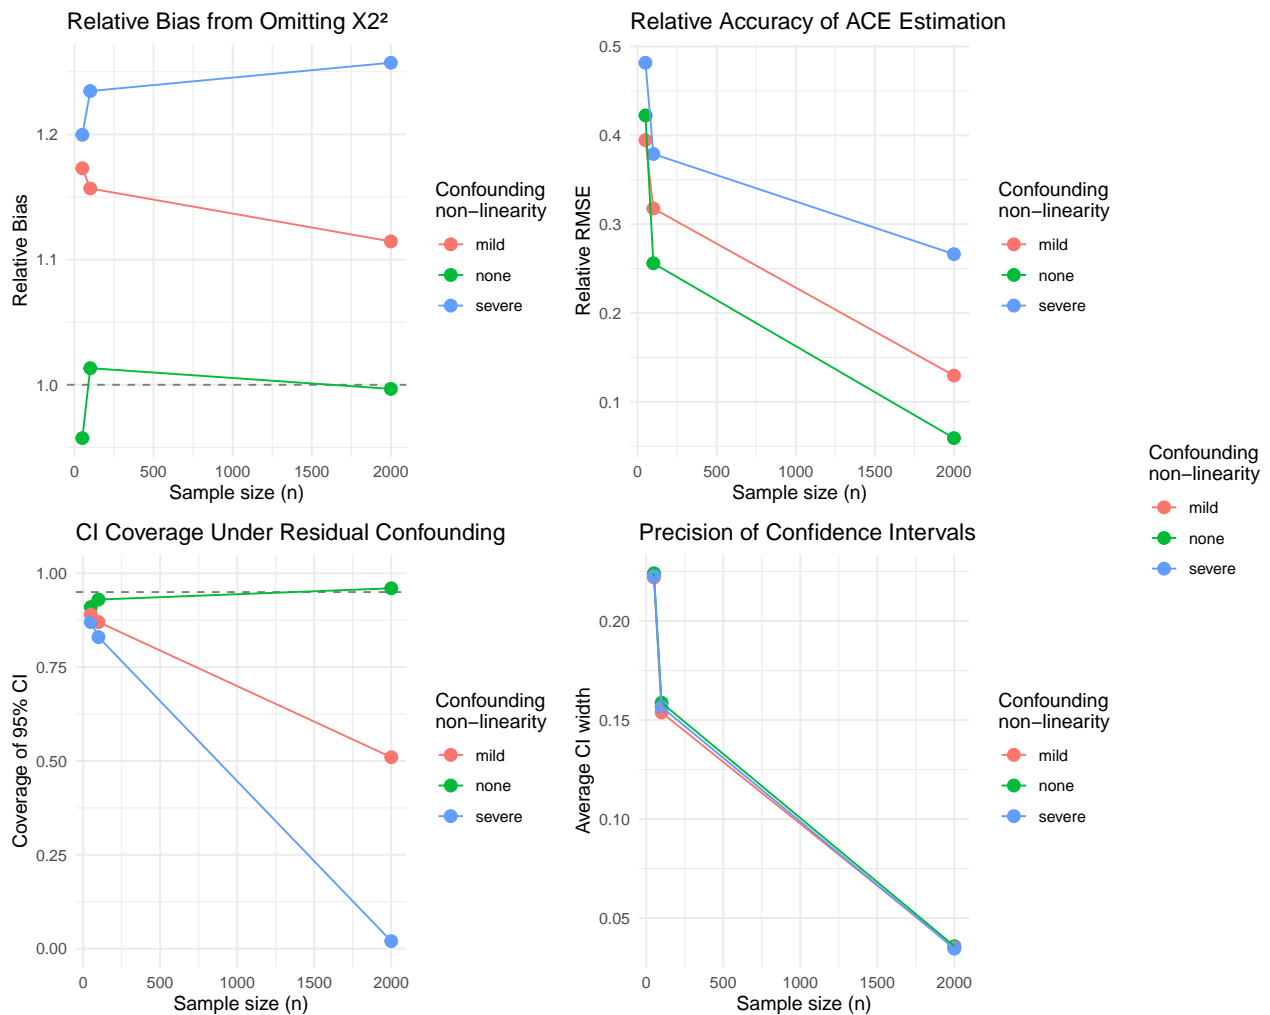 Relative Bias from Omitting X2²
1.2
1.1
1.0
Relative Bias
0 500 1000 1500 2000
Sample size (n)
Confounding
non−linearity
mild
none
severe
Relative Accuracy of ACE Estimation
0.5
0.4
0.3
0.2
0.1
Relative RMSE
0 500 1000 1500 2000
Sample size (n)
Confounding
non−linearity
mild
none
severe
CI Coverage Under Residual Confounding
1.00
0.75
0.50
0.25
0.00
Coverage of 95% CI
0 500 1000 1500 2000
Sample size (n)
Confounding
non−linearity
mild
none
severe
Precision of Confidence Intervals
0.20
0.15
0.10
0.05
Average CI width
0 500 1000 1500 2000
Sample size (n)
Confounding
non−linearity
mild
none
severe
Confounding
non−linearity
mild
none
severe